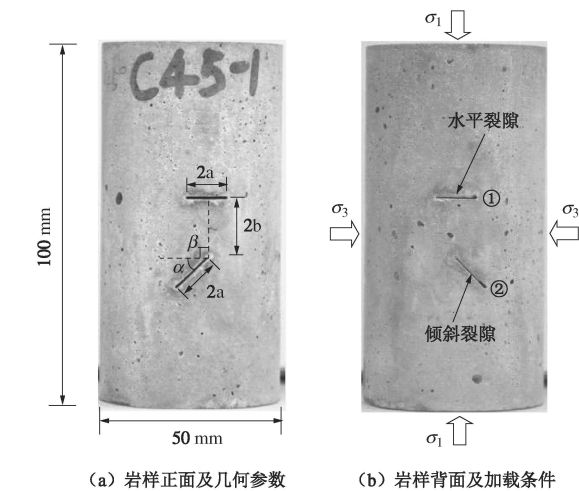 C45-1
100 mm
2a
2b
β
α
2a
50 mm
(a) 岩样正面及几何参数
σ1
水平裂隙
①
σ3
σ3
②
倾斜裂隙
σ1
(b) 岩样背面及加载条件